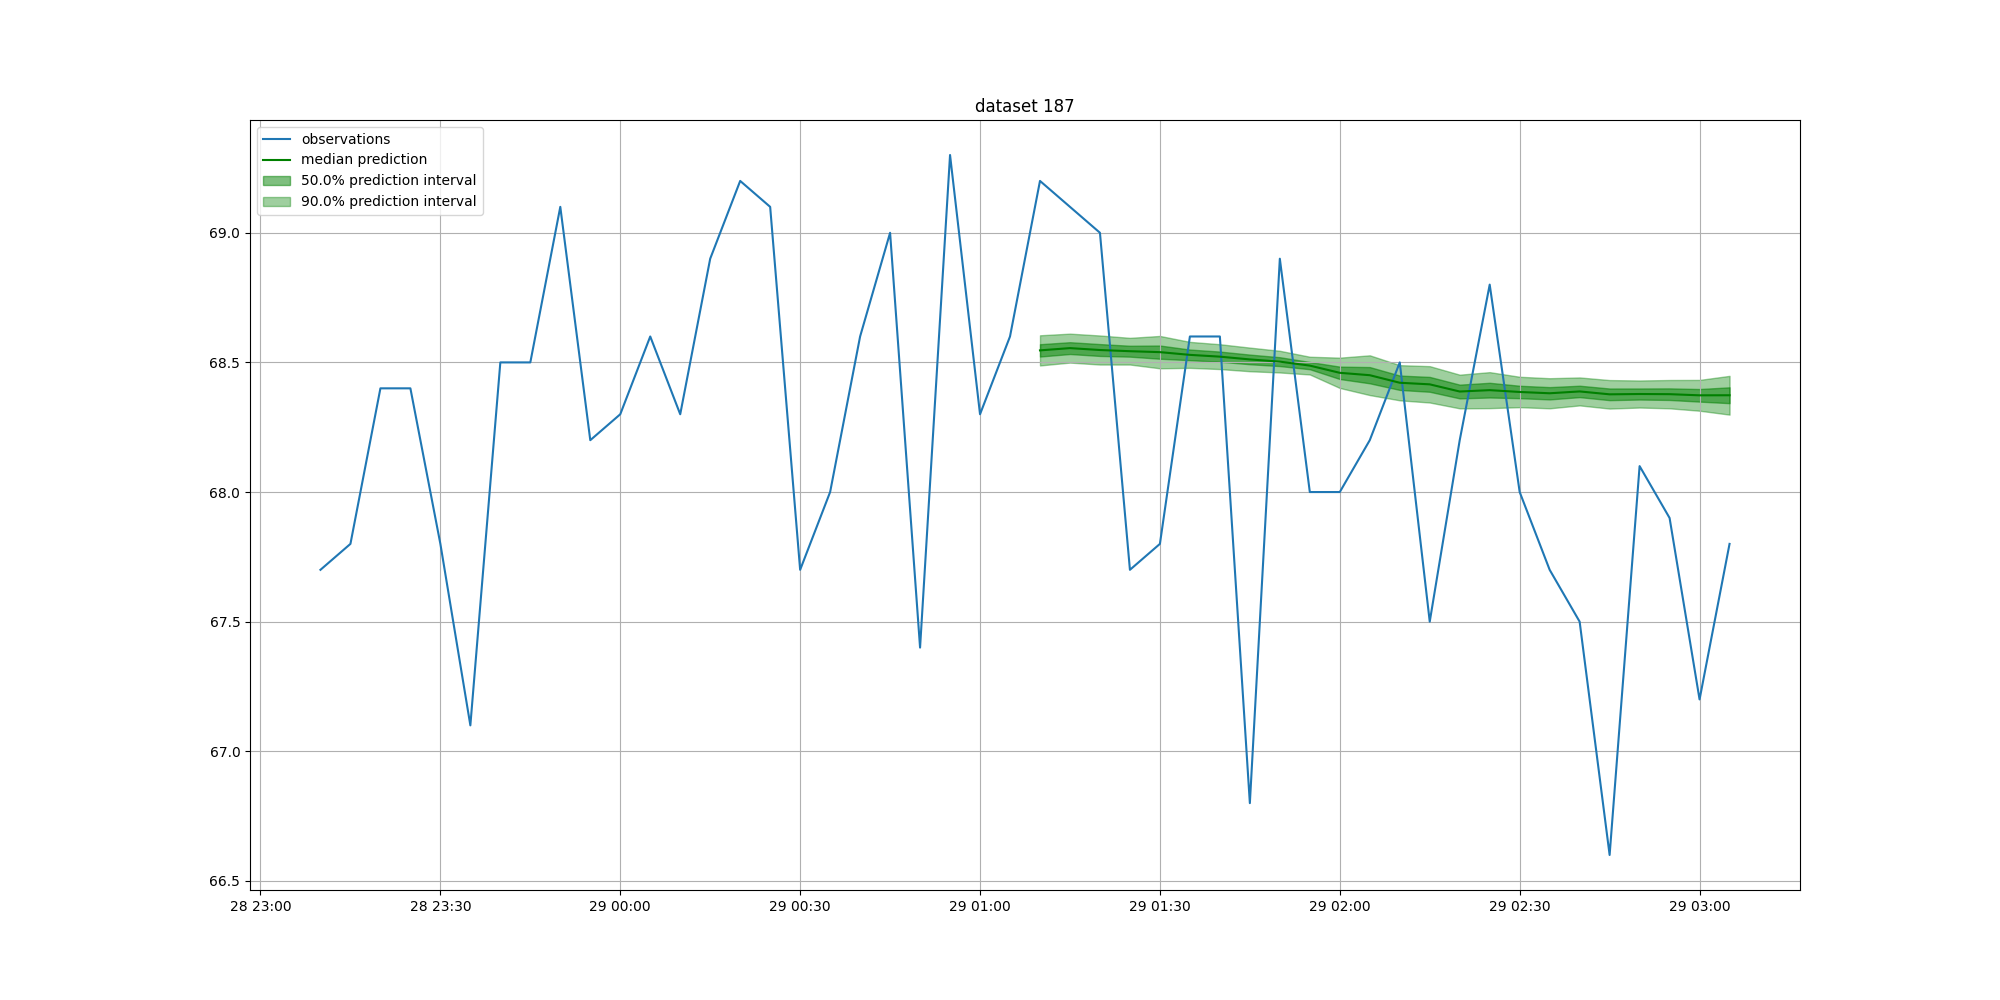 dataset 187
observations
median prediction
50.0% prediction interval
90.0% prediction interval
69.0
68.5
68.0
67.5
67.0
66.5
28 23:00 28 23:30 29 00:00 29 00:30 29 01:00 29 01:30 29 02:00 29 02:30 29 03:00